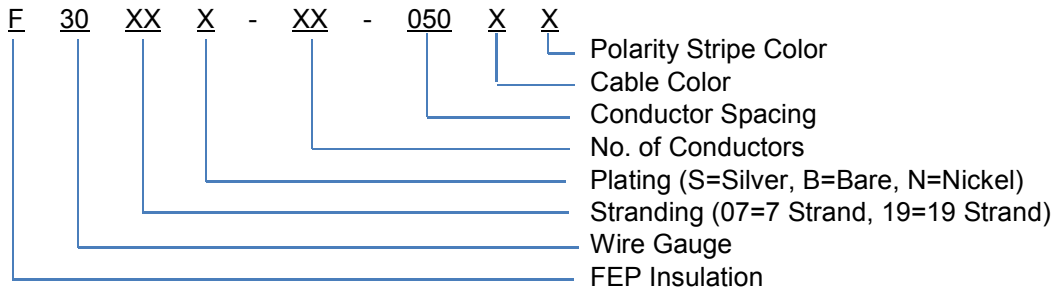 F 30 XX X - XX - 050 X X
Polarity Stripe Color
Cable Color
Conductor Spacing
No. of Conductors
Plating (S=Silver, B=Bare, N=Nickel)
Stranding (07=7 Strand, 19=19 Strand)
Wire Gauge
FEP Insulation